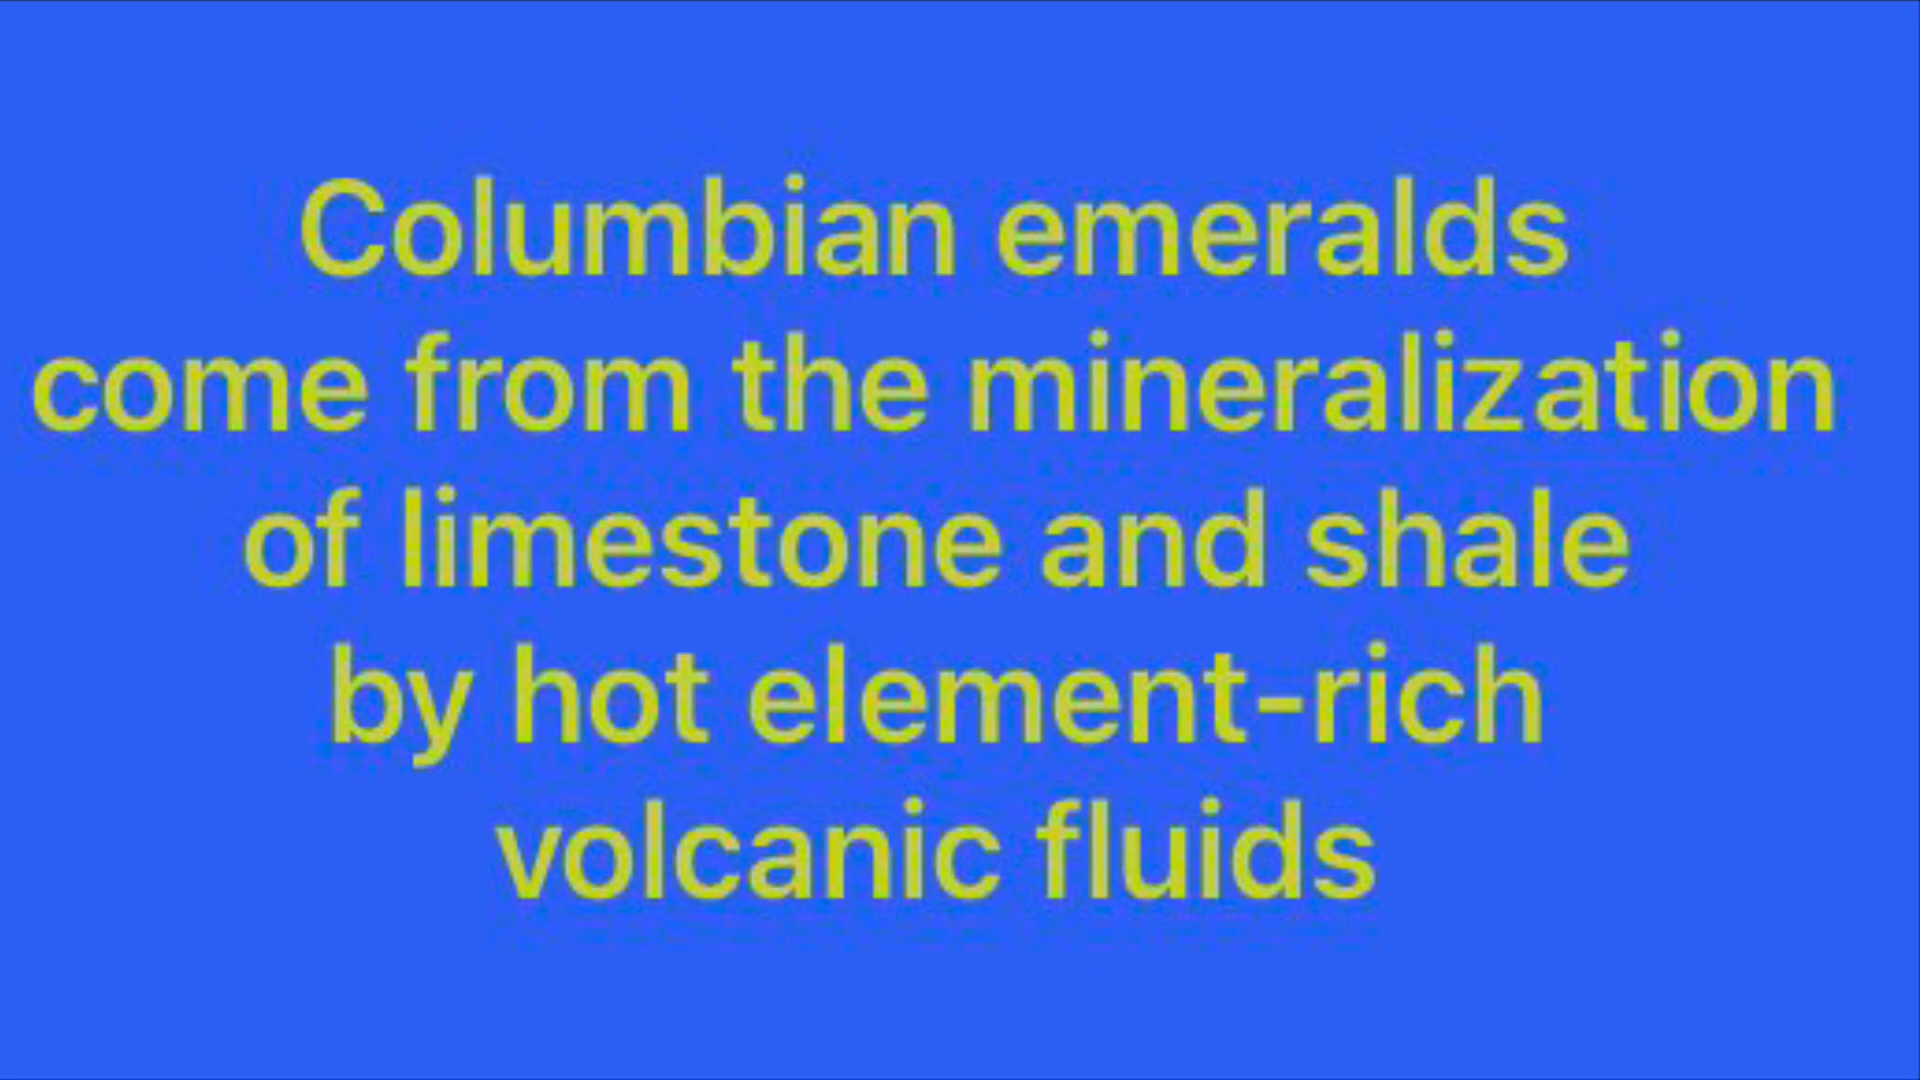 Columbian emeralds
come from the mineralization
of limestone and shale
by hot element-rich
volcanic fluids